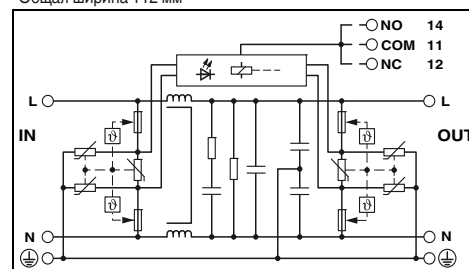 Общая ширина 112 мм
NO 14
COM 11
NC 12
L L
IN OUT
ϑ ϑ
ϑ ϑ
N N